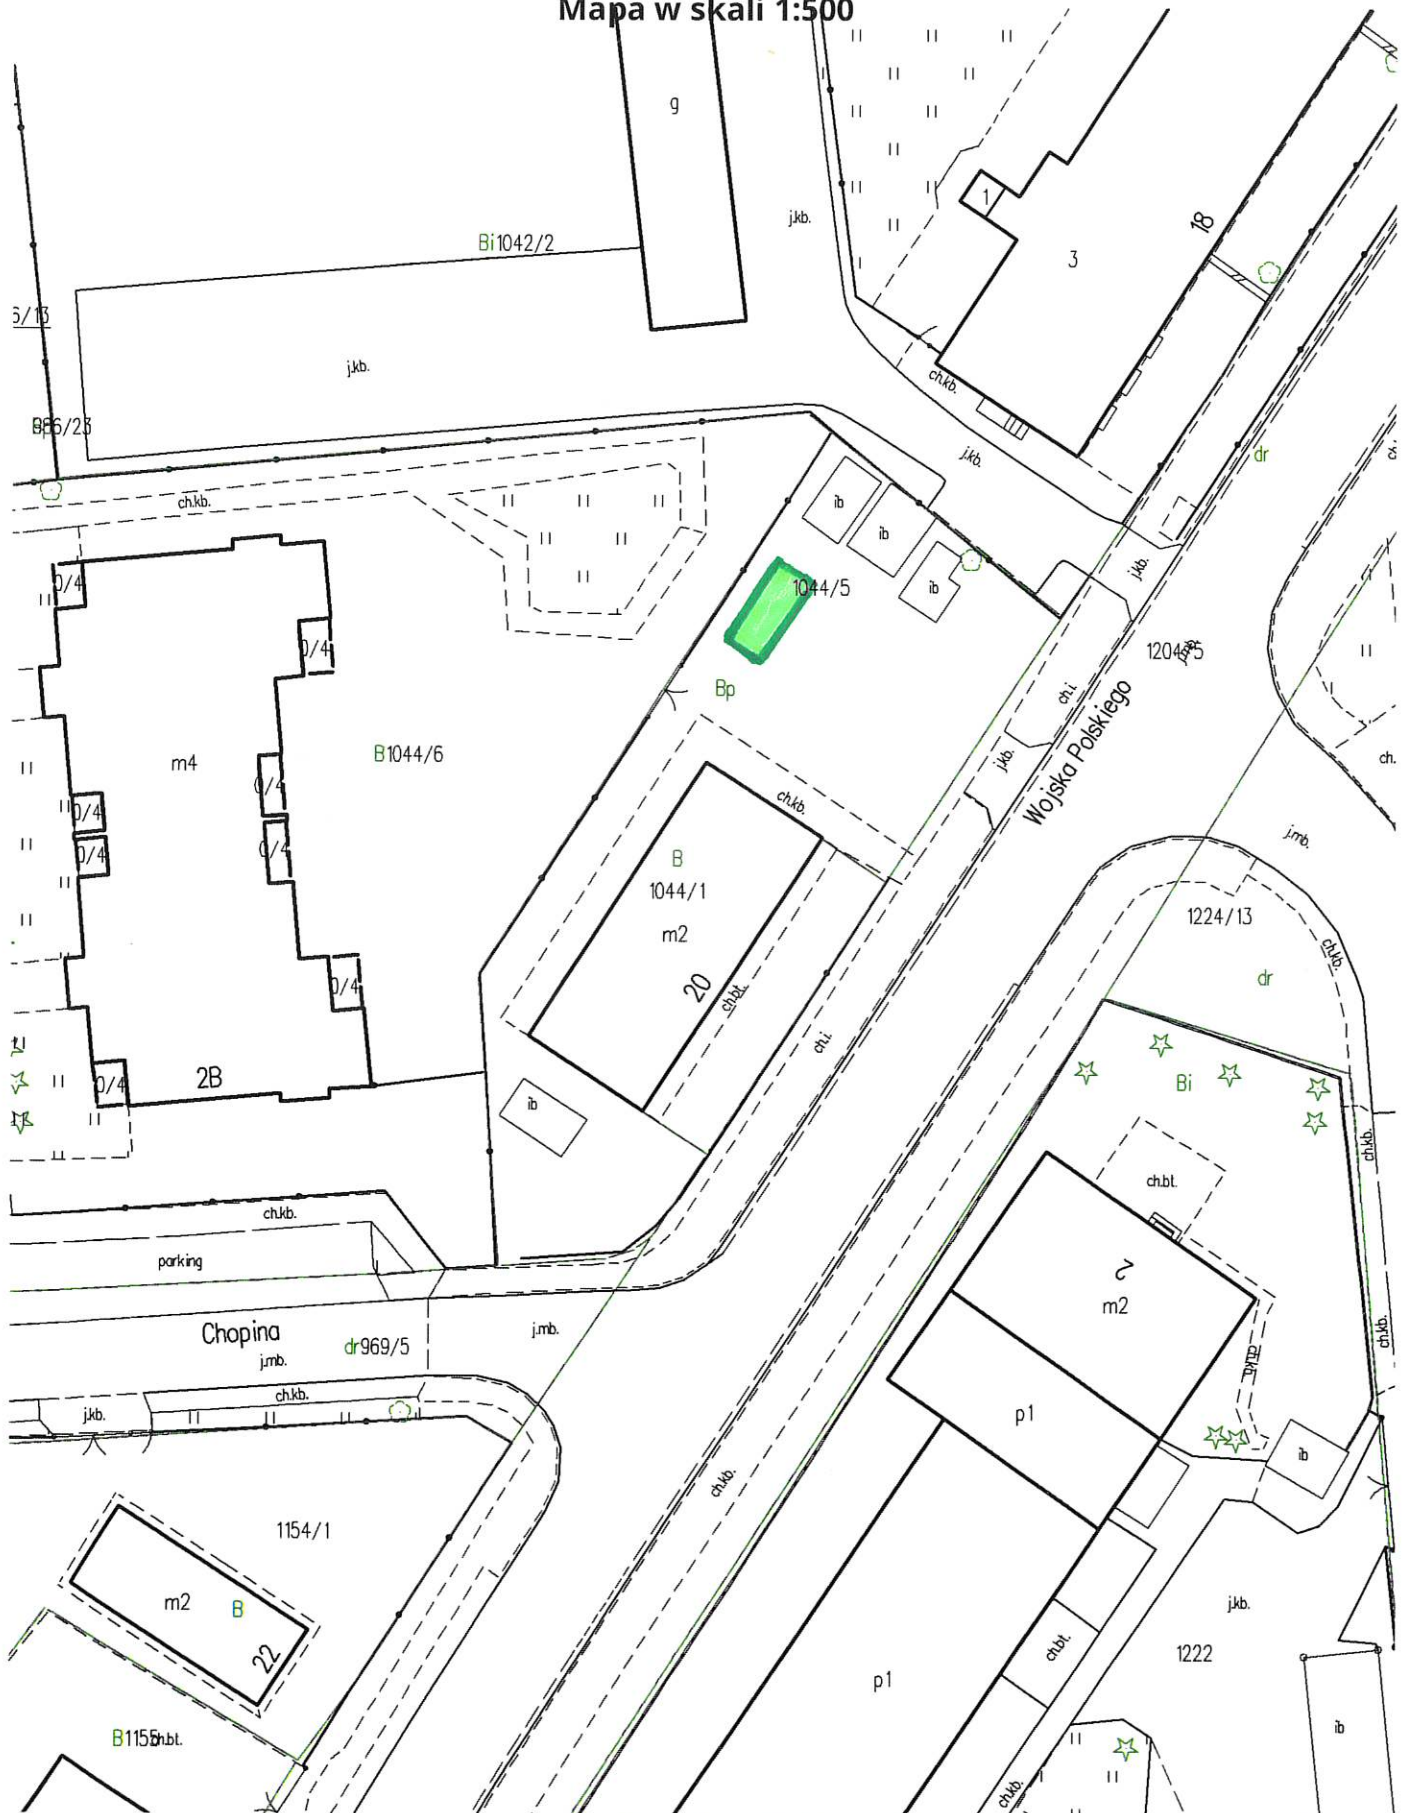 Mapa w skali 1:500
g
j.kb.
1
18
3
Bi1042/2
j.kb.
ch.kb.
j.kb.
dr
ch.kb.
ib
ib
ib
j.kb.
0/4
1044/5
0/4
1204/5
Bp
ch.i.
Wojska Polskiego
B1044/6
m4
j.kb.
ch.
0/4
ch.kb.
0/4
j.mb.
0/4
0/4
B
1044/1
m2
1224/13
ch.kb.
20
ch.bt.
dr
0/4
ch.i.
2B
0/4
Bi
ib
ch.kb.
ch.bt.
ch.kb.
parking
2
m2
Chopina
j.mb.
dr969/5
j.mb.
ch.kb.
ch.kb.
j.kb.
p1
ib
ch.kb.
1154/1
m2
B
22
j.kb.
ch.bt.
1222
p1
B1155
ch.bt.
ib
ch.kb.